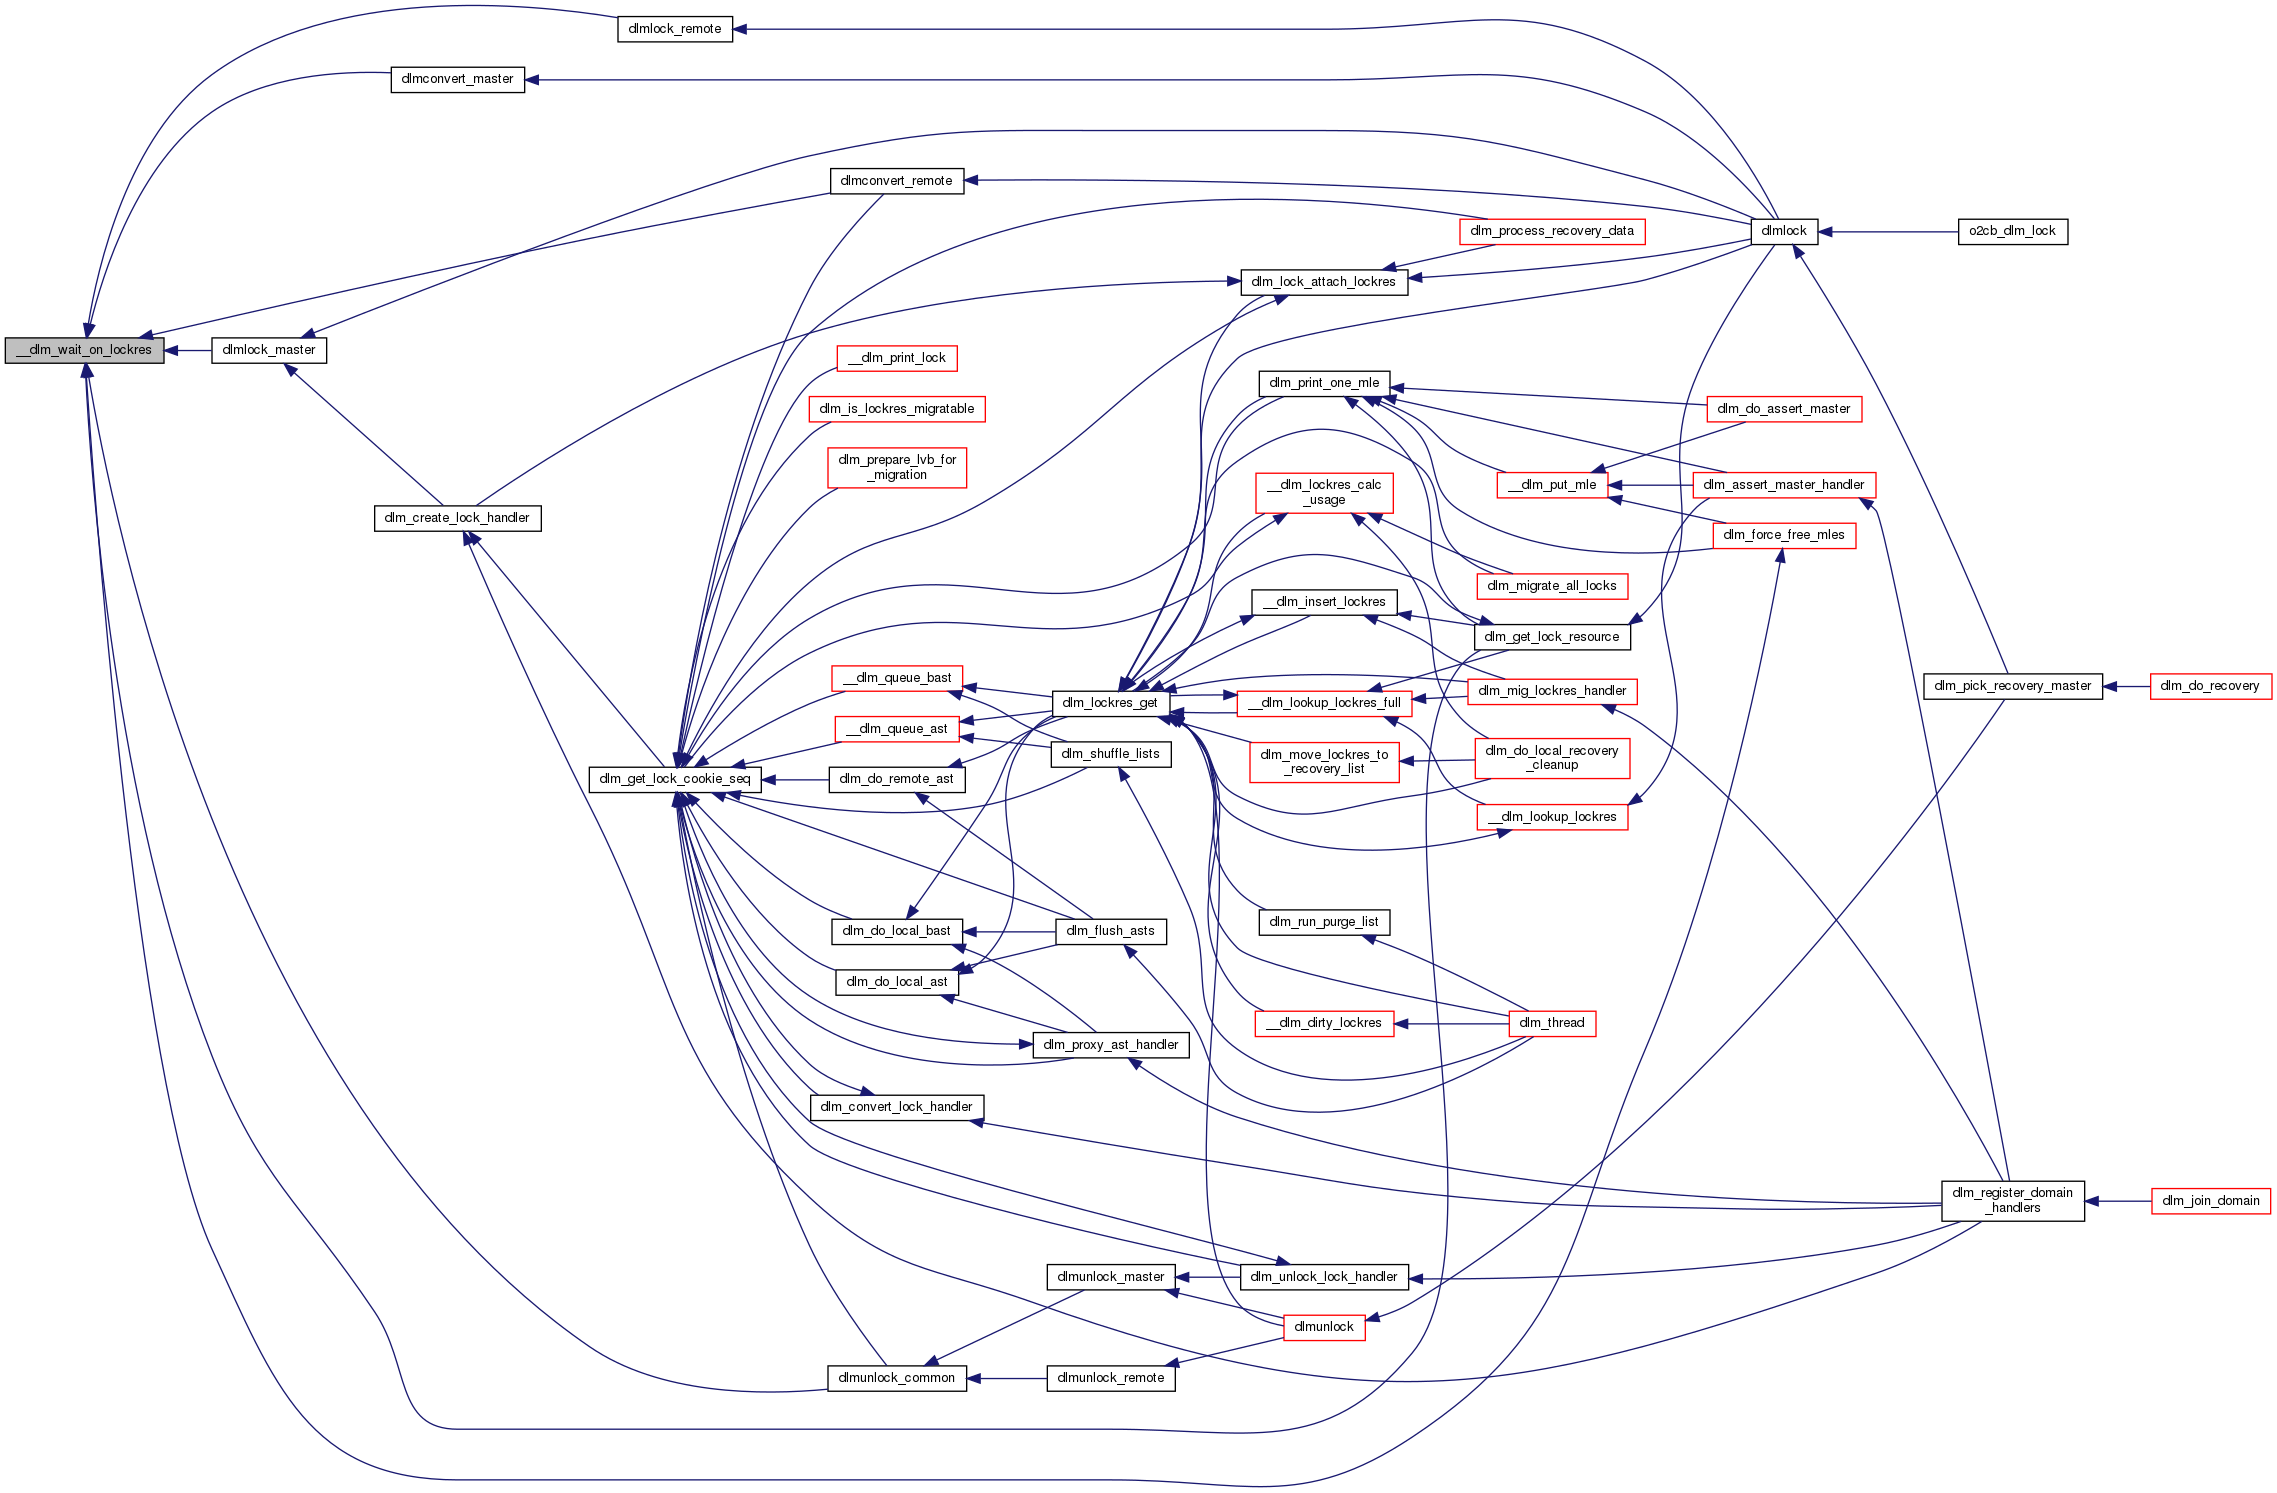 dlmlock_remote
dlmconvert_master
dlmconvert_remote
dlm_process_recovery_data
dlmlock
o2cb_dlm_lock
dlm_lock_attach_lockres
__dlm_wait_on_lockres
dlmlock_master
__dlm_print_lock
dlm_print_one_mle
dlm_is_lockres_migratable
dlm_do_assert_master
dlm_prepare_lvb_for
_migration
__dlm_lockres_calc
_usage
__dlm_put_mle
dlm_assert_master_handler
dlm_create_lock_handler
dlm_force_free_mles
dlm_migrate_all_locks
__dlm_insert_lockres
dlm_get_lock_resource
__dlm_queue_bast
dlm_lockres_get
__dlm_lookup_lockres_full
dlm_mig_lockres_handler
dlm_pick_recovery_master
dlm_do_recovery
__dlm_queue_ast
dlm_shuffle_lists
dlm_move_lockres_to
_recovery_list
dlm_do_local_recovery
_cleanup
dlm_get_lock_cookie_seq
dlm_do_remote_ast
__dlm_lookup_lockres
dlm_do_local_bast
dlm_flush_asts
dlm_run_purge_list
dlm_do_local_ast
__dlm_dirty_lockres
dlm_thread
dlm_proxy_ast_handler
dlm_convert_lock_handler
dlm_register_domain
_handlers
dlm_join_domain
dlmunlock_master
dlm_unlock_lock_handler
dlmunlock
dlmunlock_common
dlmunlock_remote